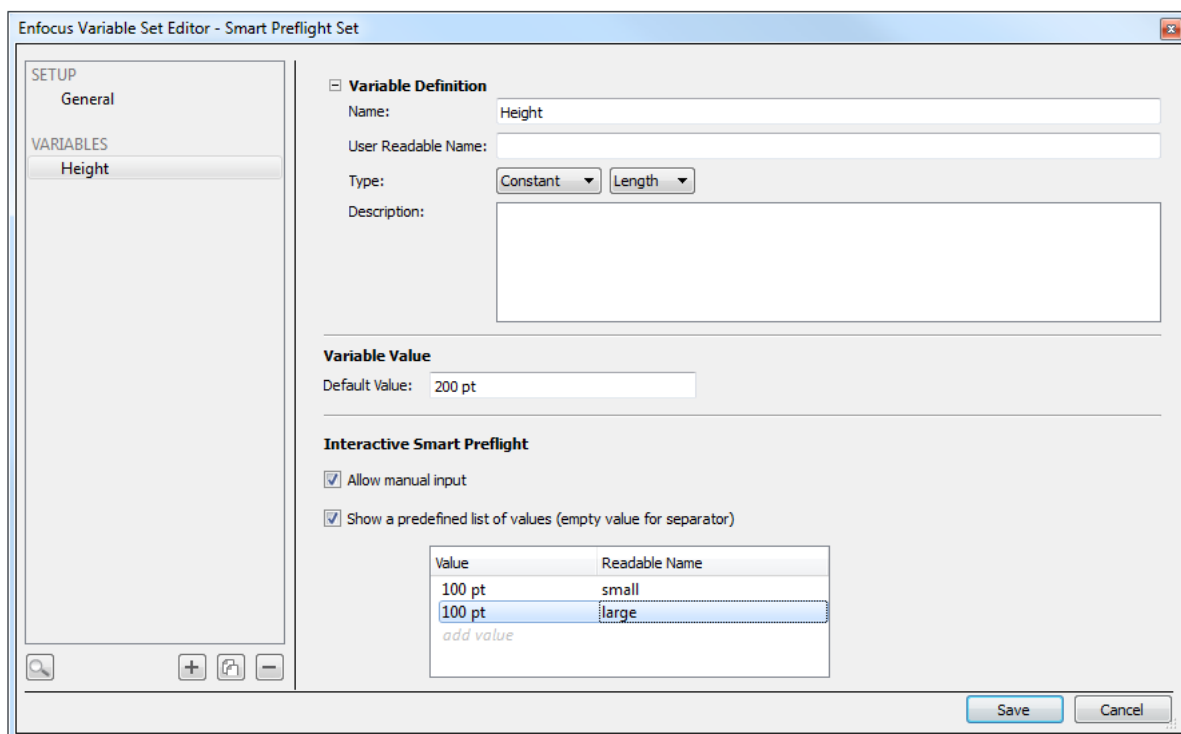 Enfocus Variable Set Editor - Smart Preflight Set
SETUP
General
VARIABLES
Height
Variable Definition
Name: Height
User Readable Name:
Type: Constant Length
Description:
Variable Value
Default Value: 200 pt
Interactive Smart Preflight
Allow manual input
Show a predefined list of values (empty value for separator)
Value Readable Name
100 pt small
100 pt large
add value
Save Cancel